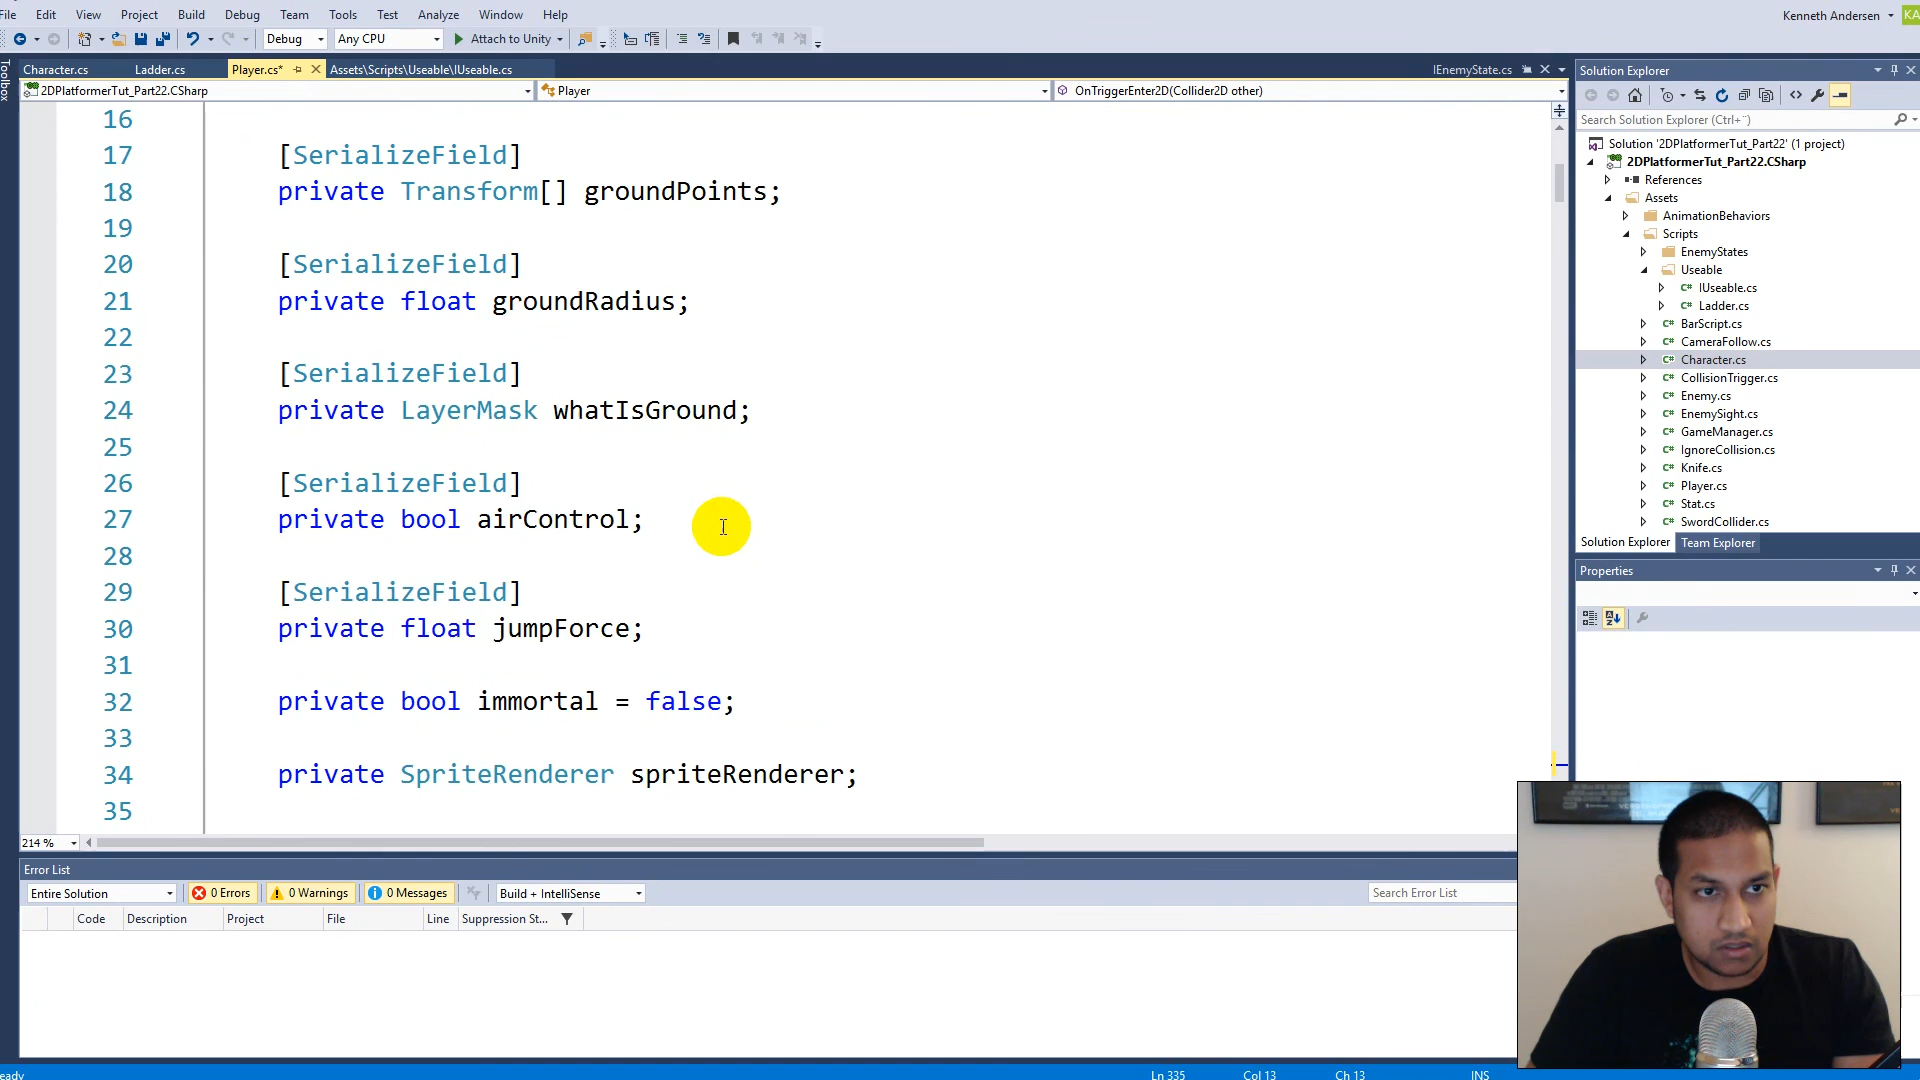 File Edit View Project Build Debug Team Tools Test Analyze Window Help
Kenneth Andersen KA
Debug Any CPU Attach to Unity
Toolbox
Character.cs Ladder.cs Player.cs* Assets\Scripts\Useable\IUseable.cs IEnemyState.cs
2DPlatformerTut_Part22.CSharp Player OnTriggerEnter2D(Collider2D other)
16
17 [SerializeField]
18 private Transform[] groundPoints;
19
20 [SerializeField]
21 private float groundRadius;
22
23 [SerializeField]
24 private LayerMask whatIsGround;
25
26 [SerializeField]
27 private bool airControl;
28
29 [SerializeField]
30 private float jumpForce;
31
32 private bool immortal = false;
33
34 private SpriteRenderer spriteRenderer;
35
214 %
Error List
Entire Solution 0 Errors 0 Warnings 0 Messages Build + IntelliSense Search Error List
Code Description Project File Line Suppression St...
eady Ln 335 Col 13 Ch 13 INS
Solution Explorer
Search Solution Explorer (Ctrl+¨)
Solution '2DPlatformerTut_Part22' (1 project)
2DPlatformerTut_Part22.CSharp
References
Assets
AnimationBehaviors
Scripts
EnemyStates
Useable
IUseable.cs
Ladder.cs
BarScript.cs
CameraFollow.cs
Character.cs
CollisionTrigger.cs
Enemy.cs
EnemySight.cs
GameManager.cs
IgnoreCollision.cs
Knife.cs
Player.cs
Stat.cs
SwordCollider.cs
Solution Explorer Team Explorer
Properties